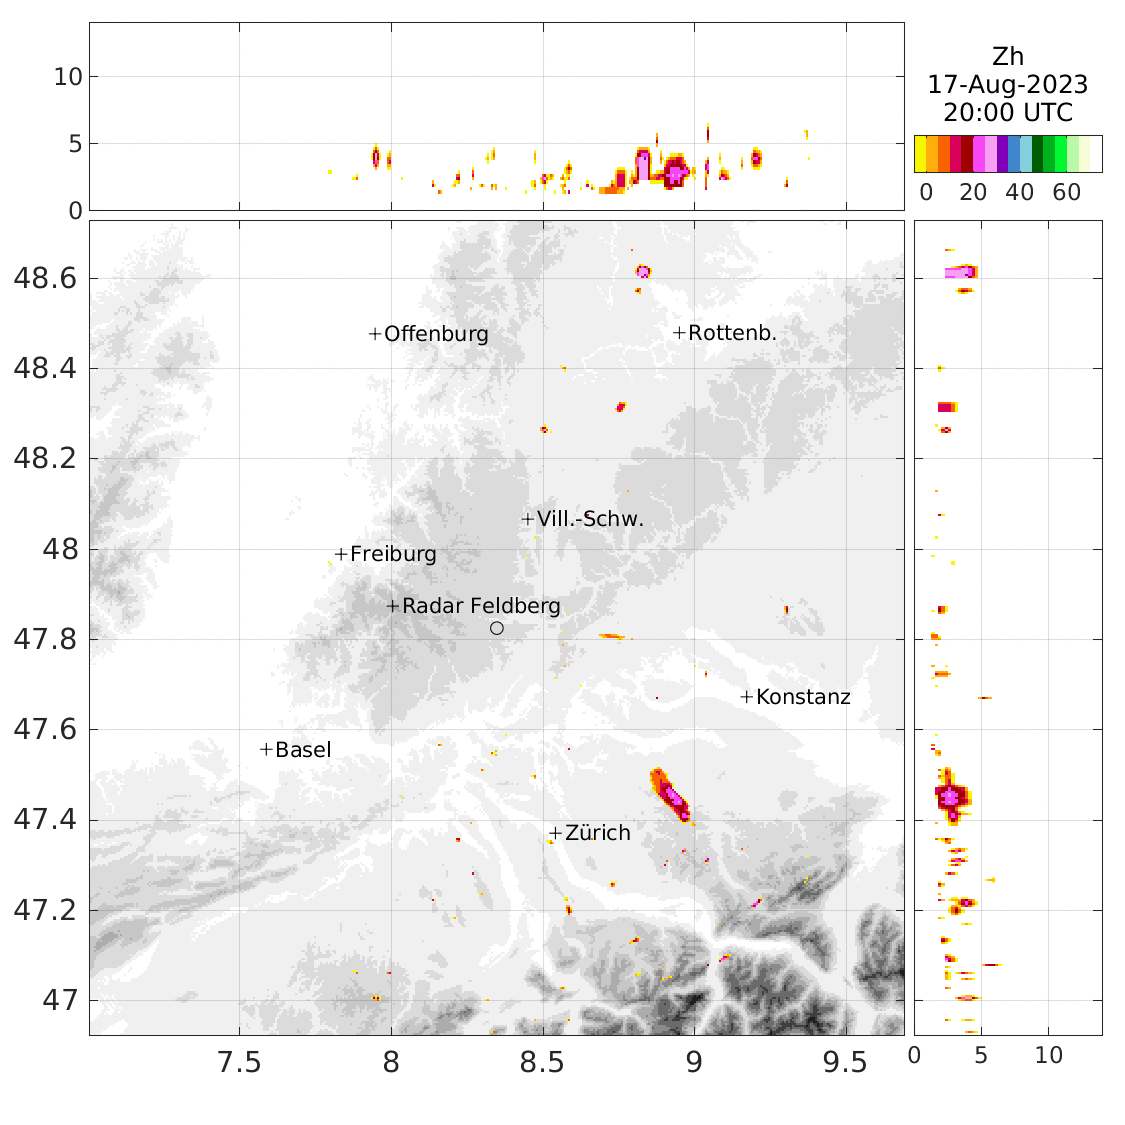 Zh
17-Aug-2023
20:00 UTC
0 20 40 60
10
5
0
48.6
48.4
48.2
48
47.8
47.6
47.4
47.2
47
Offenburg
Rottenb.
Vill.-Schw.
Freiburg
Radar Feldberg
Konstanz
Basel
Zürich
7.5 8 8.5 9 9.5
0 5 10